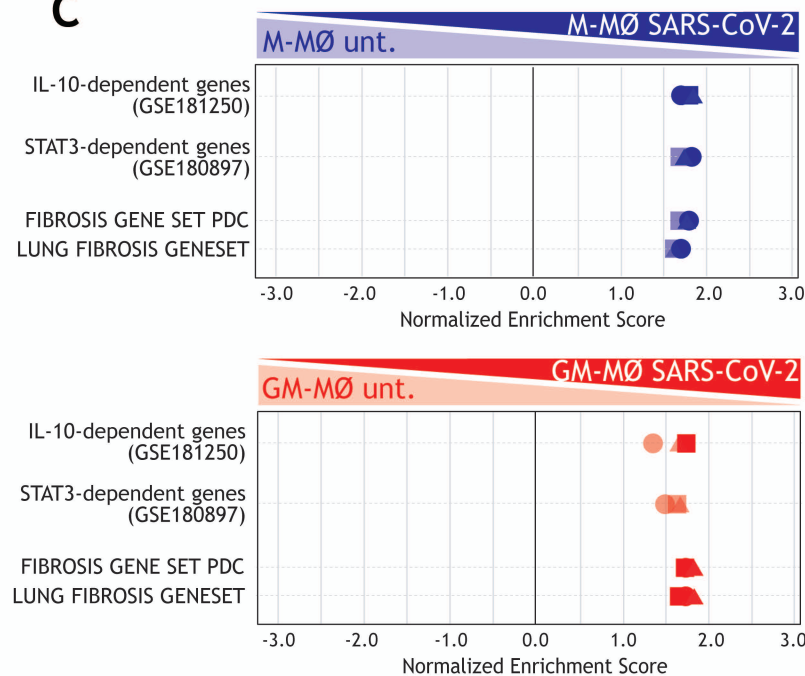 C
M-MØ SARS-CoV-2
M-MØ unt.
IL-10-dependent genes
(GSE181250)
STAT3-dependent genes
(GSE180897)
FIBROSIS GENE SET PDC
LUNG FIBROSIS GENESET
-3.0 -2.0 -1.0 0.0 1.0 2.0 3.0
Normalized Enrichment Score
GM-MØ SARS-CoV-2
GM-MØ unt.
IL-10-dependent genes
(GSE181250)
STAT3-dependent genes
(GSE180897)
FIBROSIS GENE SET PDC
LUNG FIBROSIS GENESET
-3.0 -2.0 -1.0 0.0 1.0 2.0 3.0
Normalized Enrichment Score